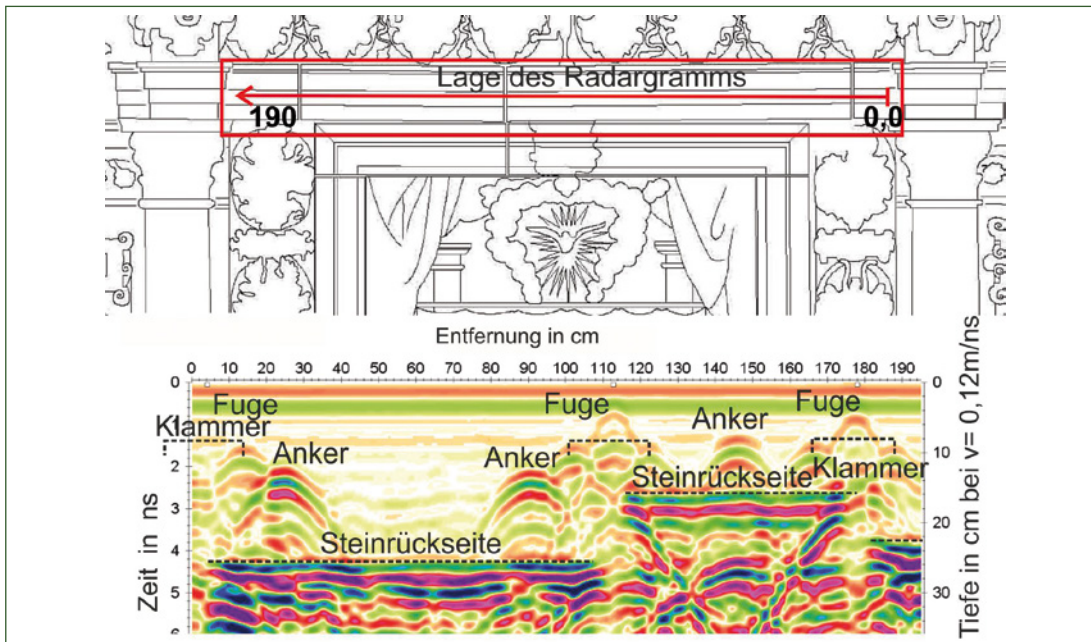 Lage des Radargramms
190
0,0
Entfernung in cm
0 10 20 30 40 50 60 70 80 90 100 110 120 130 140 150 160 170 180 190
Zeit in ns
0
2
3
4
5
Tiefe in cm bei v= 0,12m/ns
0
10
20
30
Fuge
Fuge
Fuge
Klammer
Anker
Anker
Anker
Steinrückseite
Klammer
Steinrückseite